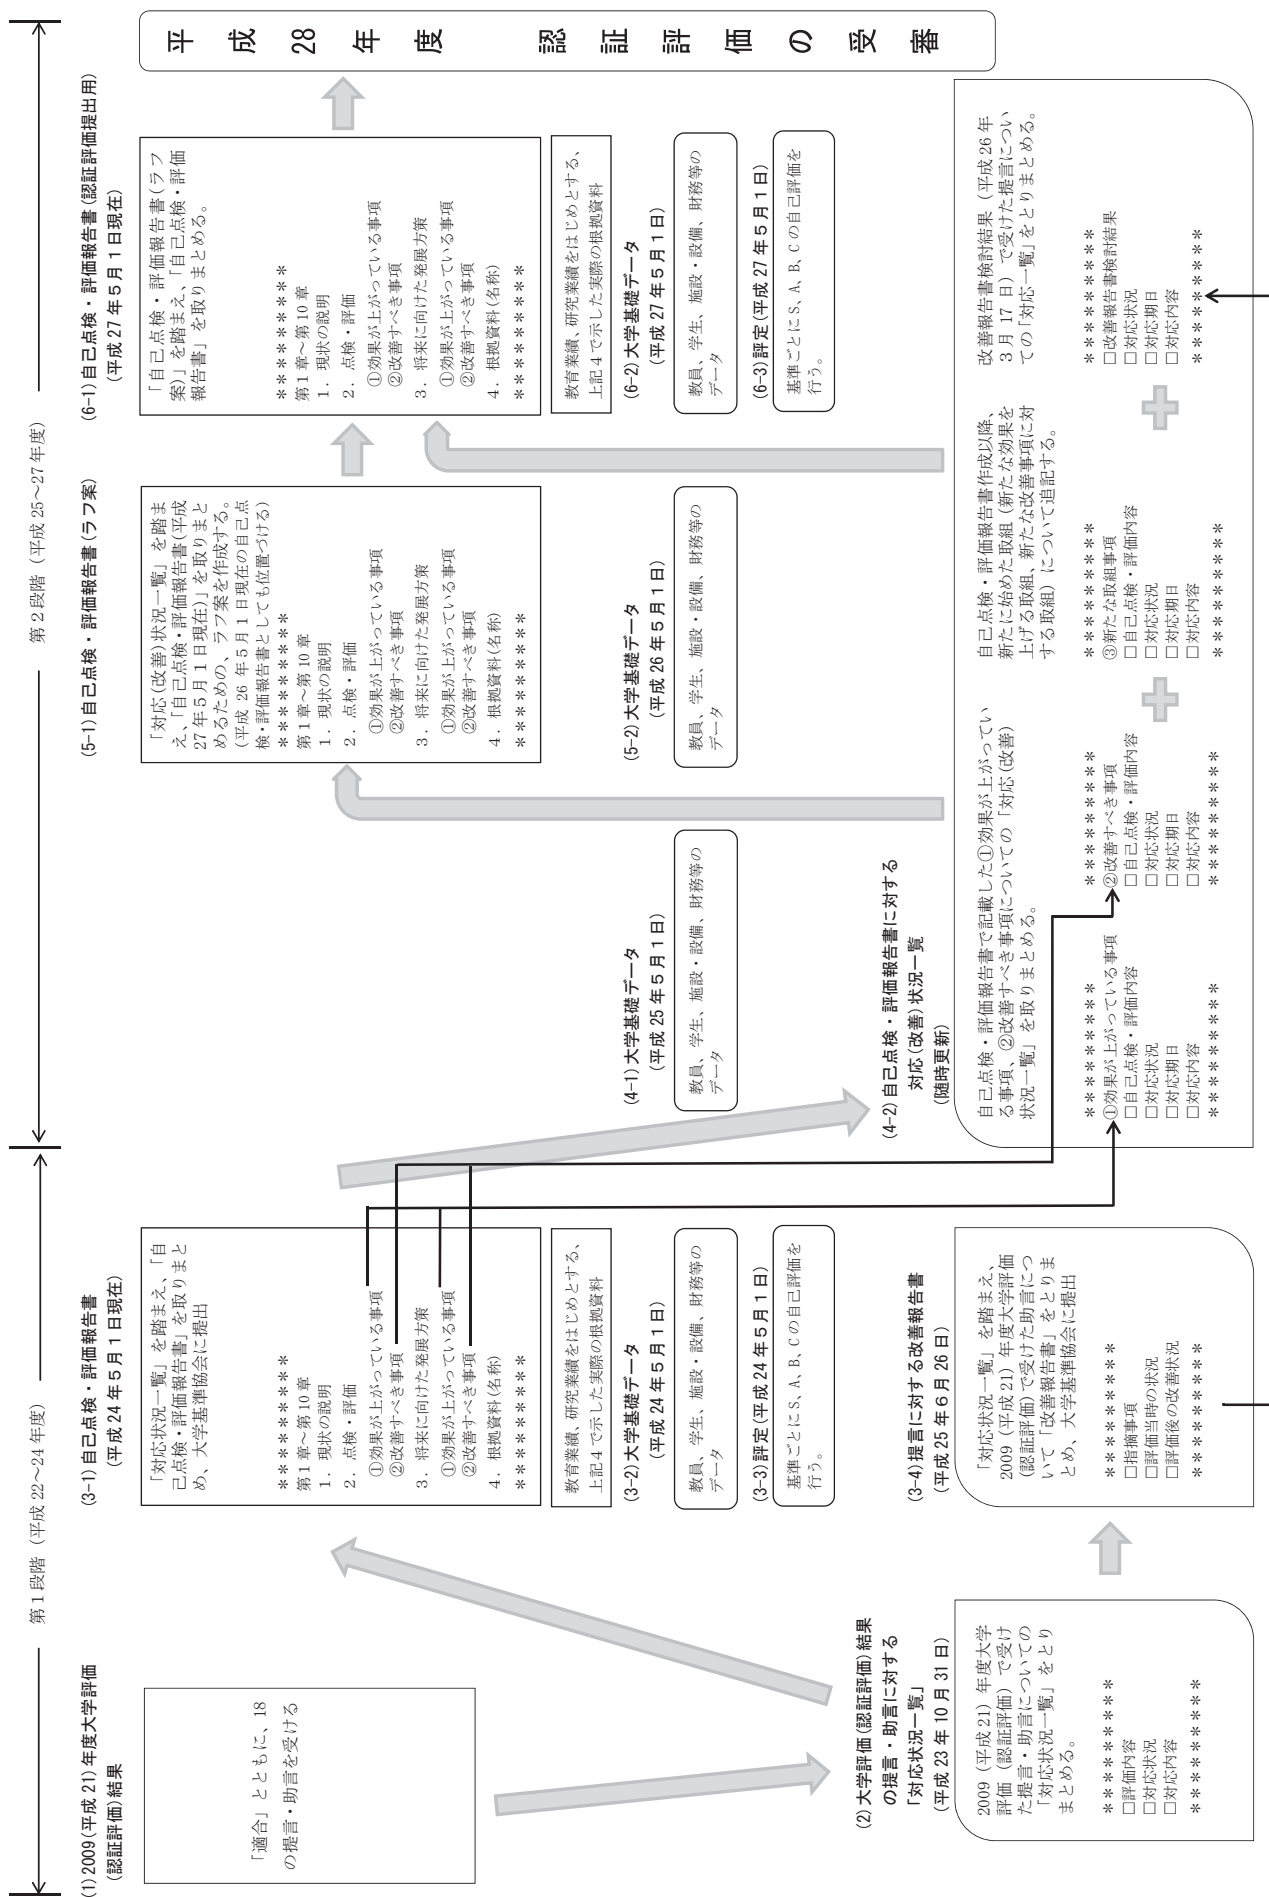 第１段階（平成 22～24 年度）
第２段階（平成 25～27 年度）
(1) 2009(平成 21)年度大学評価
(認証評価)結果
「適合」とともに、18
の提言・助言を受ける
(2)大学評価(認証評価)結果
の提言・助言に対する
「対応状況一覧」
(平成 23 年 10 月 31 日)
2009（平成 21）年度大学
評価（認証評価）で受け
た提言・助言についての
「対応状況一覧」をとり
まとめる。
＊＊＊＊＊＊＊＊＊
□評価内容
□対応状況
□対応内容
＊＊＊＊＊＊＊＊＊
(3-1)自己点検・評価報告書
(平成 24 年５月１日現在)
「対応状況一覧」を踏まえ、「自
己点検・評価報告書」を取りまと
め、大学基準協会に提出
＊＊＊＊＊＊＊＊＊
第１章～第 10 章
１．現状の説明
２．点検・評価
①効果が上がっている事項
②改善すべき事項
３．将来に向けた発展方策
①効果が上がっている事項
②改善すべき事項
４．根拠資料(名称)
＊＊＊＊＊＊＊＊＊
教育業績、研究業績をはじめとする、
上記４で示した実際の根拠資料
(3-2)大学基礎データ
(平成 24 年５月１日)
教員、学生、施設・設備、財務等の
データ
(3-3)評定(平成 24 年５月１日)
基準ごとにＳ、Ａ、Ｂ、Ｃの自己評価を
行う。
(3-4)提言に対する改善報告書
(平成 25 年６月 26 日)
「対応状況一覧」を踏まえ、
2009（平成 21）年度大学評価
（認証評価）で受けた助言につ
いて「改善報告書」をとりま
とめ、大学基準協会に提出
＊＊＊＊＊＊＊＊＊
□指摘事項
□評価当時の状況
□評価後の改善状況
＊＊＊＊＊＊＊＊＊
(4-1)大学基礎データ
(平成 25 年５月１日)
教員、学生、施設・設備、財務等の
データ
(4-2)自己点検・評価報告書に対する
対応(改善)状況一覧
(随時更新)
自己点検・評価報告書で記載した①効果が上がってい
る事項、②改善すべき事項についての「対応(改善)
状況一覧」を取りまとめる。
＊＊＊＊＊＊＊＊＊
①効果が上がっている事項
□自己点検・評価内容
□対応状況
□対応期日
□対応内容
＊＊＊＊＊＊＊＊＊
＊＊＊＊＊＊＊＊＊
②改善すべき事項
□自己点検・評価内容
□対応状況
□対応期日
□対応内容
＊＊＊＊＊＊＊＊＊
自己点検・評価報告書作成以降、
新たに始めた取組（新たな効果を
上げる取組、新たな改善事項に対
する取組）について追記する。
＊＊＊＊＊＊＊＊＊
③新たな取組事項
□自己点検・評価内容
□対応状況
□対応期日
□対応内容
＊＊＊＊＊＊＊＊＊
改善報告書検討結果（平成 26 年
３月 17 日）で受けた提言につい
ての「対応一覧」をとりまとめる。
＊＊＊＊＊＊＊＊＊
□改善報告書検討結果
□対応状況
□対応期日
□対応内容
＊＊＊＊＊＊＊＊＊
(5-1)自己点検・評価報告書(ラフ案)
「対応(改善)状況一覧」を踏ま
え、「自己点検・評価報告書(平成
27 年５月１日現在)」を取りまと
めるための、ラフ案を作成する。
(平成 26 年５月１日現在の自己点
検・評価報告書としても位置づける)
＊＊＊＊＊＊＊＊＊
第１章～第 10 章
１．現状の説明
２．点検・評価
①効果が上がっている事項
②改善すべき事項
３．将来に向けた発展方策
①効果が上がっている事項
②改善すべき事項
４．根拠資料(名称)
＊＊＊＊＊＊＊＊＊
(5-2)大学基礎データ
(平成 26 年５月１日)
教員、学生、施設・設備、財務等の
データ
(6-1)自己点検・評価報告書(認証評価提出用)
(平成 27 年５月１日現在)
「自己点検・評価報告書(ラフ
案)」を踏まえ、「自己点検・評価
報告書」を取りまとめる。
＊＊＊＊＊＊＊＊＊
第１章～第 10 章
１．現状の説明
２．点検・評価
①効果が上がっている事項
②改善すべき事項
３．将来に向けた発展方策
①効果が上がっている事項
②改善すべき事項
４．根拠資料(名称)
＊＊＊＊＊＊＊＊＊
教育業績、研究業績をはじめとする、
上記４で示した実際の根拠資料
(6-2)大学基礎データ
(平成 27 年５月１日)
教員、学生、施設・設備、財務等の
データ
(6-3)評定(平成 27 年５月１日)
基準ごとにＳ、Ａ、Ｂ、Ｃの自己評価を
行う。
平成28年度　認証評価の受審